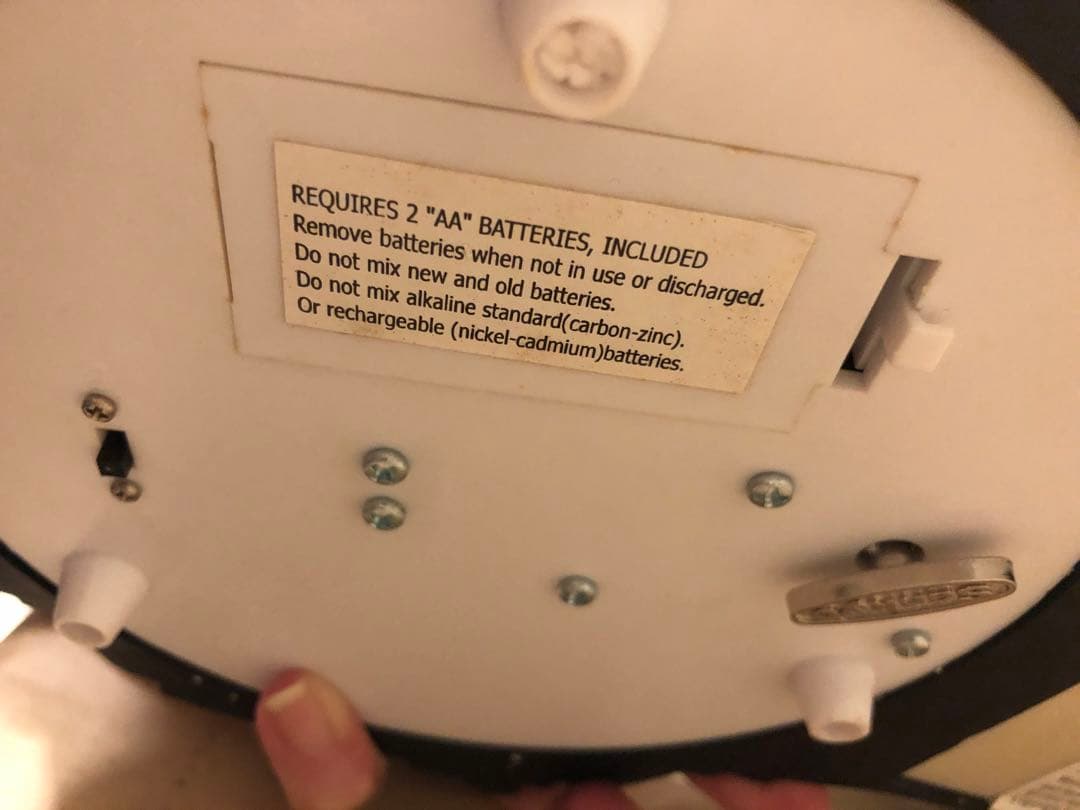 REQUIRES 2 "AA" BATTERIES, INCLUDED
Remove batteries when not in use or discharged.
Do not mix new and old batteries.
Do not mix alkaline standard(carbon-zinc).
Or rechargeable (nickel-cadmium)batteries.